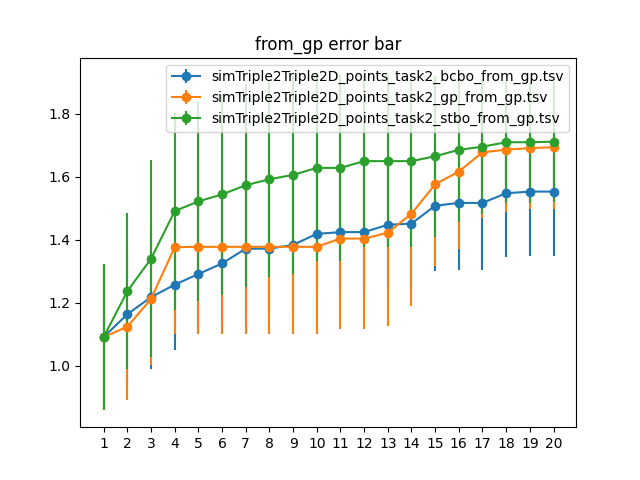 from_gp error bar
simTriple2Triple2D_points_task2_bcbo_from_gp.tsv
simTriple2Triple2D_points_task2_gp_from_gp.tsv
simTriple2Triple2D_points_task2_stbo_from_gp.tsv
1.8
1.6
1.4
1.2
1.0
1 2 3 4 5 6 7 8 9 10 11 12 13 14 15 16 17 18 19 20